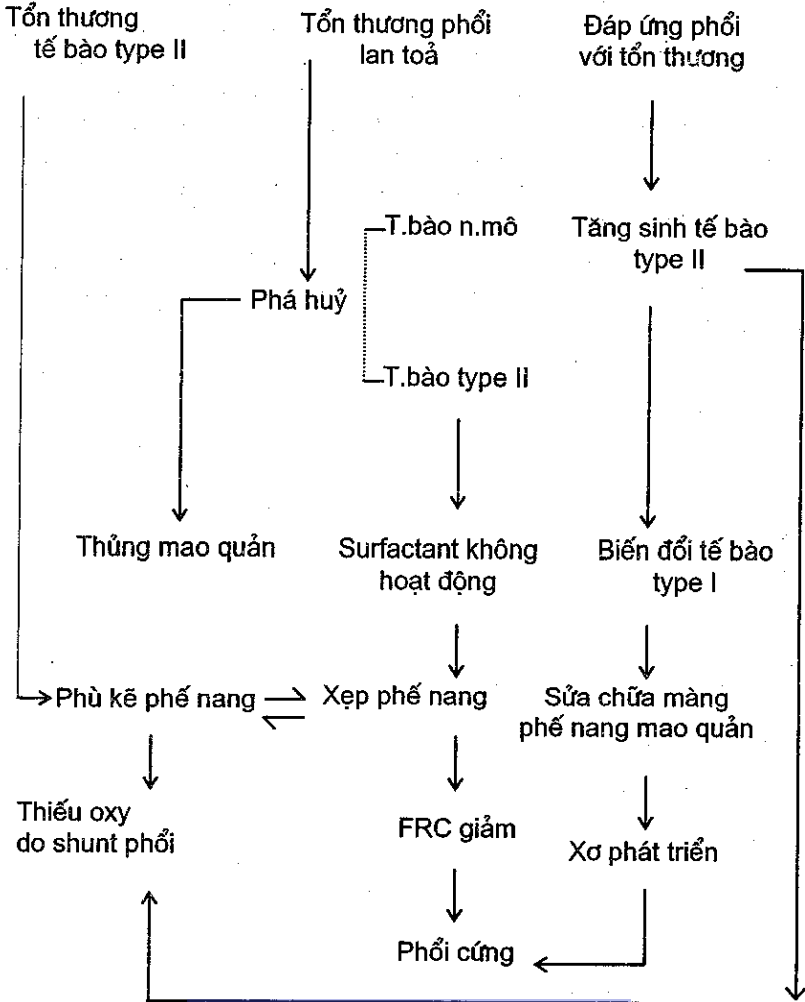 Tổn thương
tế bào type II
Tổn thương phổi
lan toả
Đáp ứng phổi
với tổn thương
T.bào n.mô
Tăng sinh tế bào
type II
Phá huỷ
T.bào type II
Thủng mao quản
Surfactant không
hoạt động
Biến đổi tế bào
type I
Phù kẽ phế nang
Xẹp phế nang
Sửa chữa màng
phế nang mao quản
Thiếu oxy
do shunt phổi
FRC giảm
Xơ phát triển
Phổi cứng